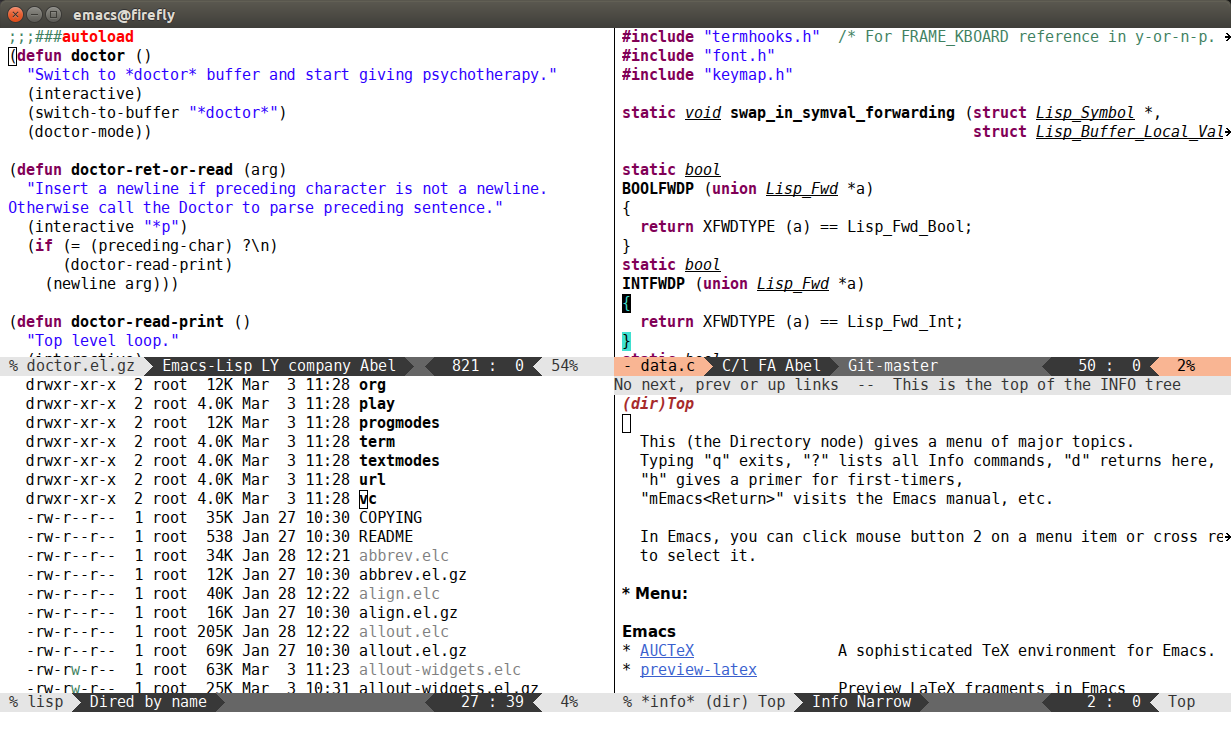 emacs@firefly
;;;###autoload
(defun doctor ()
  "Switch to *doctor* buffer and start giving psychotherapy."
  (interactive)
  (switch-to-buffer "*doctor*")
  (doctor-mode))
(defun doctor-ret-or-read (arg)
  "Insert a newline if preceding character is not a newline.
Otherwise call the Doctor to parse preceding sentence."
  (interactive "*p")
  (if (= (preceding-char) ?\n)
      (doctor-read-print)
    (newline arg)))
(defun doctor-read-print ()
  "Top level loop."
  (interactive)
% doctor.el.gz  Emacs-Lisp LY company Abel  821 :  0  54%
#include "termhooks.h"  /* For FRAME_KBOARD reference in y-or-n-p.
#include "font.h"
#include "keymap.h"
static void swap_in_symval_forwarding (struct Lisp_Symbol *,
                                       struct Lisp_Buffer_Local_Val
static bool
BOOLFWDP (union Lisp_Fwd *a)
{
  return XFWDTYPE (a) == Lisp_Fwd_Bool;
}
static bool
INTFWDP (union Lisp_Fwd *a)
{
  return XFWDTYPE (a) == Lisp_Fwd_Int;
}
static bool
- data.c  C/l FA Abel  Git-master  50 :  0  2%
drwxr-xr-x  2 root  12K Mar  3 11:28 org
drwxr-xr-x  2 root 4.0K Mar  3 11:28 play
drwxr-xr-x  2 root  12K Mar  3 11:28 progmodes
drwxr-xr-x  2 root 4.0K Mar  3 11:28 term
drwxr-xr-x  2 root 4.0K Mar  3 11:28 textmodes
drwxr-xr-x  2 root 4.0K Mar  3 11:28 url
drwxr-xr-x  2 root 4.0K Mar  3 11:28 vc
-rw-r--r--  1 root  35K Jan 27 10:30 COPYING
-rw-r--r--  1 root  538 Jan 27 10:30 README
-rw-r--r--  1 root  34K Jan 28 12:21 abbrev.elc
-rw-r--r--  1 root  12K Jan 27 10:30 abbrev.el.gz
-rw-r--r--  1 root  40K Jan 28 12:22 align.elc
-rw-r--r--  1 root  16K Jan 27 10:30 align.el.gz
-rw-r--r--  1 root 205K Jan 28 12:22 allout.elc
-rw-r--r--  1 root  69K Jan 27 10:30 allout.el.gz
-rw-rw-r--  1 root  63K Mar  3 11:23 allout-widgets.elc
-rw-rw-r--  1 root  25K Mar  3 10:31 allout-widgets.el.gz
% lisp  Dired by name  27 : 39  4%
No next, prev or up links  --  This is the top of the INFO tree
(dir)Top
  This (the Directory node) gives a menu of major topics.
  Typing "q" exits, "?" lists all Info commands, "d" returns here,
  "h" gives a primer for first-timers,
  "mEmacs<Return>" visits the Emacs manual, etc.
  In Emacs, you can click mouse button 2 on a menu item or cross re
  to select it.
* Menu:
Emacs
* AUCTeX                A sophisticated TeX environment for Emacs.
* preview-latex
                        Preview LaTeX fragments in Emacs
% *info* (dir) Top  Info Narrow  2 :  0  Top